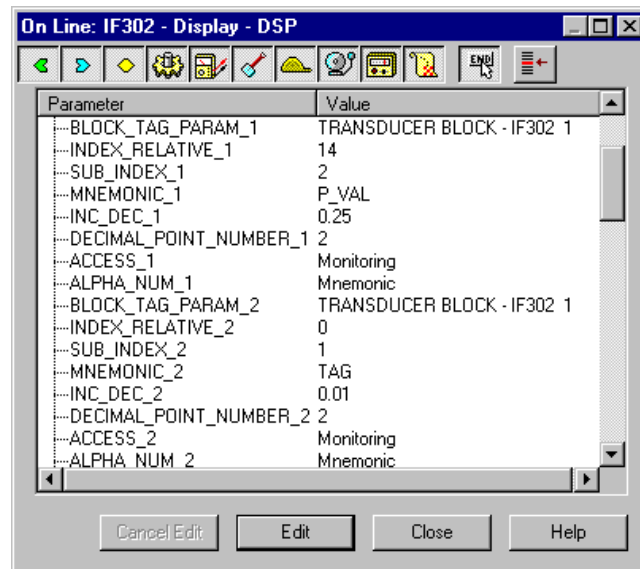 On Line: IF302 - Display - DSP
END
Parameter Value
BLOCK_TAG_PARAM_1 TRANSDUCER BLOCK - IF302 1
INDEX_RELATIVE_1 14
SUB_INDEX_1 2
MNEMONIC_1 P_VAL
INC_DEC_1 0.25
DECIMAL_POINT_NUMBER_1 2
ACCESS_1 Monitoring
ALPHA_NUM_1 Mnemonic
BLOCK_TAG_PARAM_2 TRANSDUCER BLOCK - IF302 1
INDEX_RELATIVE_2 0
SUB_INDEX_2 1
MNEMONIC_2 TAG
INC_DEC_2 0.01
DECIMAL_POINT_NUMBER_2 2
ACCESS_2 Monitoring
ALPHA_NUM_2 Mnemonic
Cancel Edit Edit Close Help